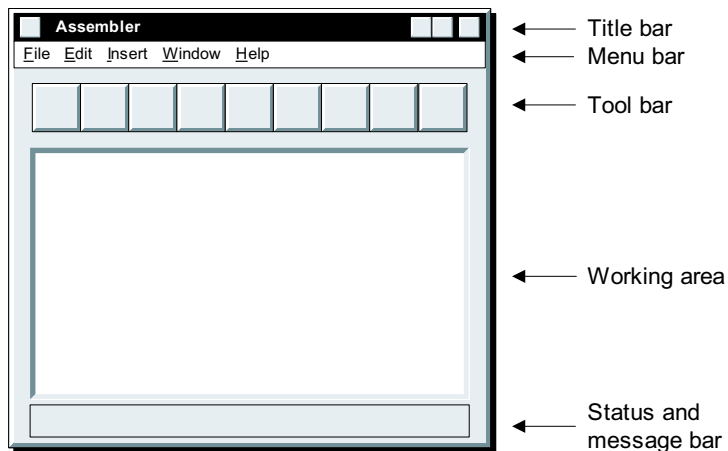 Assembler
Title bar
File Edit Insert Window Help
Menu bar
Tool bar
Working area
Status and
message bar